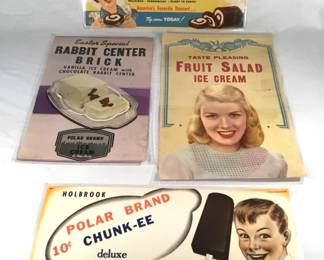 America's Favorite Dessert
Try some TODAY!
Easter Special
RABBIT CENTER
BRICK
VANILLA ICE CREAM with
CHOCOLATE RABBIT CENTER
POLAR BRAND
ICE
CREAM
TASTE PLEASING
FRUIT SALAD
ICE CREAM
HOLBROOK
POLAR BRAND
10¢ CHUNK-EE
deluxe